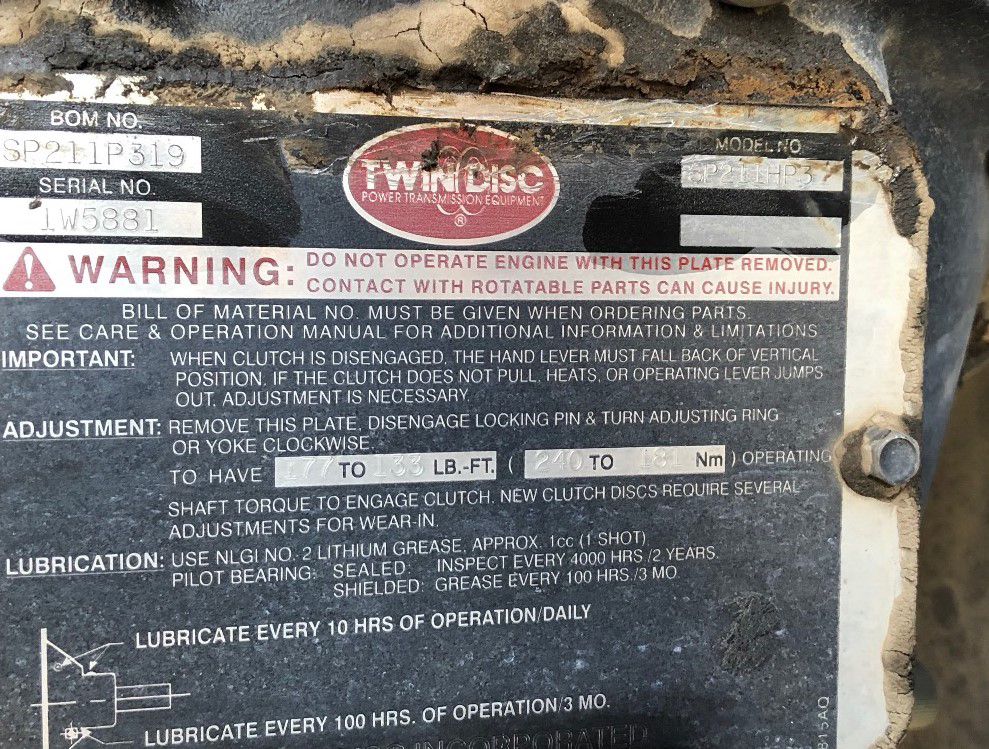 BOM NO.
SP211P319
SERIAL NO.
1W5881
TWIN DISC
POWER TRANSMISSION EQUIPMENT
®
MODEL NO.
SP211HP3
WARNING: DO NOT OPERATE ENGINE WITH THIS PLATE REMOVED.
CONTACT WITH ROTATABLE PARTS CAN CAUSE INJURY.
BILL OF MATERIAL NO. MUST BE GIVEN WHEN ORDERING PARTS.
SEE CARE & OPERATION MANUAL FOR ADDITIONAL INFORMATION & LIMITATIONS
IMPORTANT: WHEN CLUTCH IS DISENGAGED, THE HAND LEVER MUST FALL BACK OF VERTICAL
POSITION. IF THE CLUTCH DOES NOT PULL, HEATS, OR OPERATING LEVER JUMPS
OUT, ADJUSTMENT IS NECESSARY.
ADJUSTMENT: REMOVE THIS PLATE, DISENGAGE LOCKING PIN & TURN ADJUSTING RING
OR YOKE CLOCKWISE.
TO HAVE 177 TO 133 LB.-FT. ( 240 TO 181 Nm ) OPERATING
SHAFT TORQUE TO ENGAGE CLUTCH. NEW CLUTCH DISCS REQUIRE SEVERAL
ADJUSTMENTS FOR WEAR-IN.
LUBRICATION: USE NLGI NO. 2 LITHIUM GREASE, APPROX. 1cc (1 SHOT)
PILOT BEARING: SEALED: INSPECT EVERY 4000 HRS./2 YEARS.
SHIELDED: GREASE EVERY 100 HRS./3 MO
LUBRICATE EVERY 10 HRS OF OPERATION/DAILY
LUBRICATE EVERY 100 HRS. OF OPERATION/3 MO.
INCORPORATED